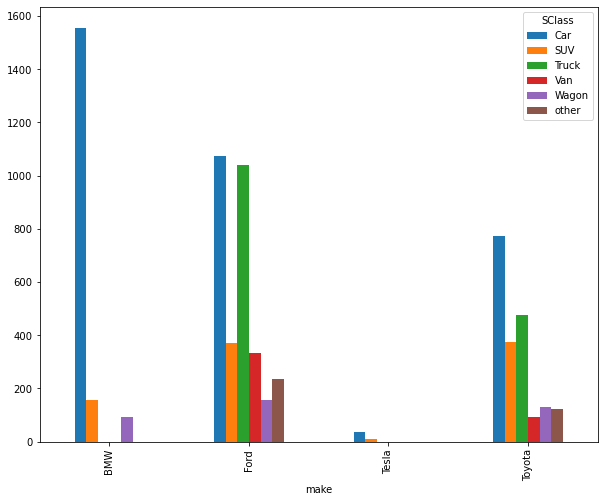 SClass
Car
SUV
Truck
Van
Wagon
other
1600
1400
1200
1000
800
600
400
200
0
BMW
Ford
Tesla
Toyota
make